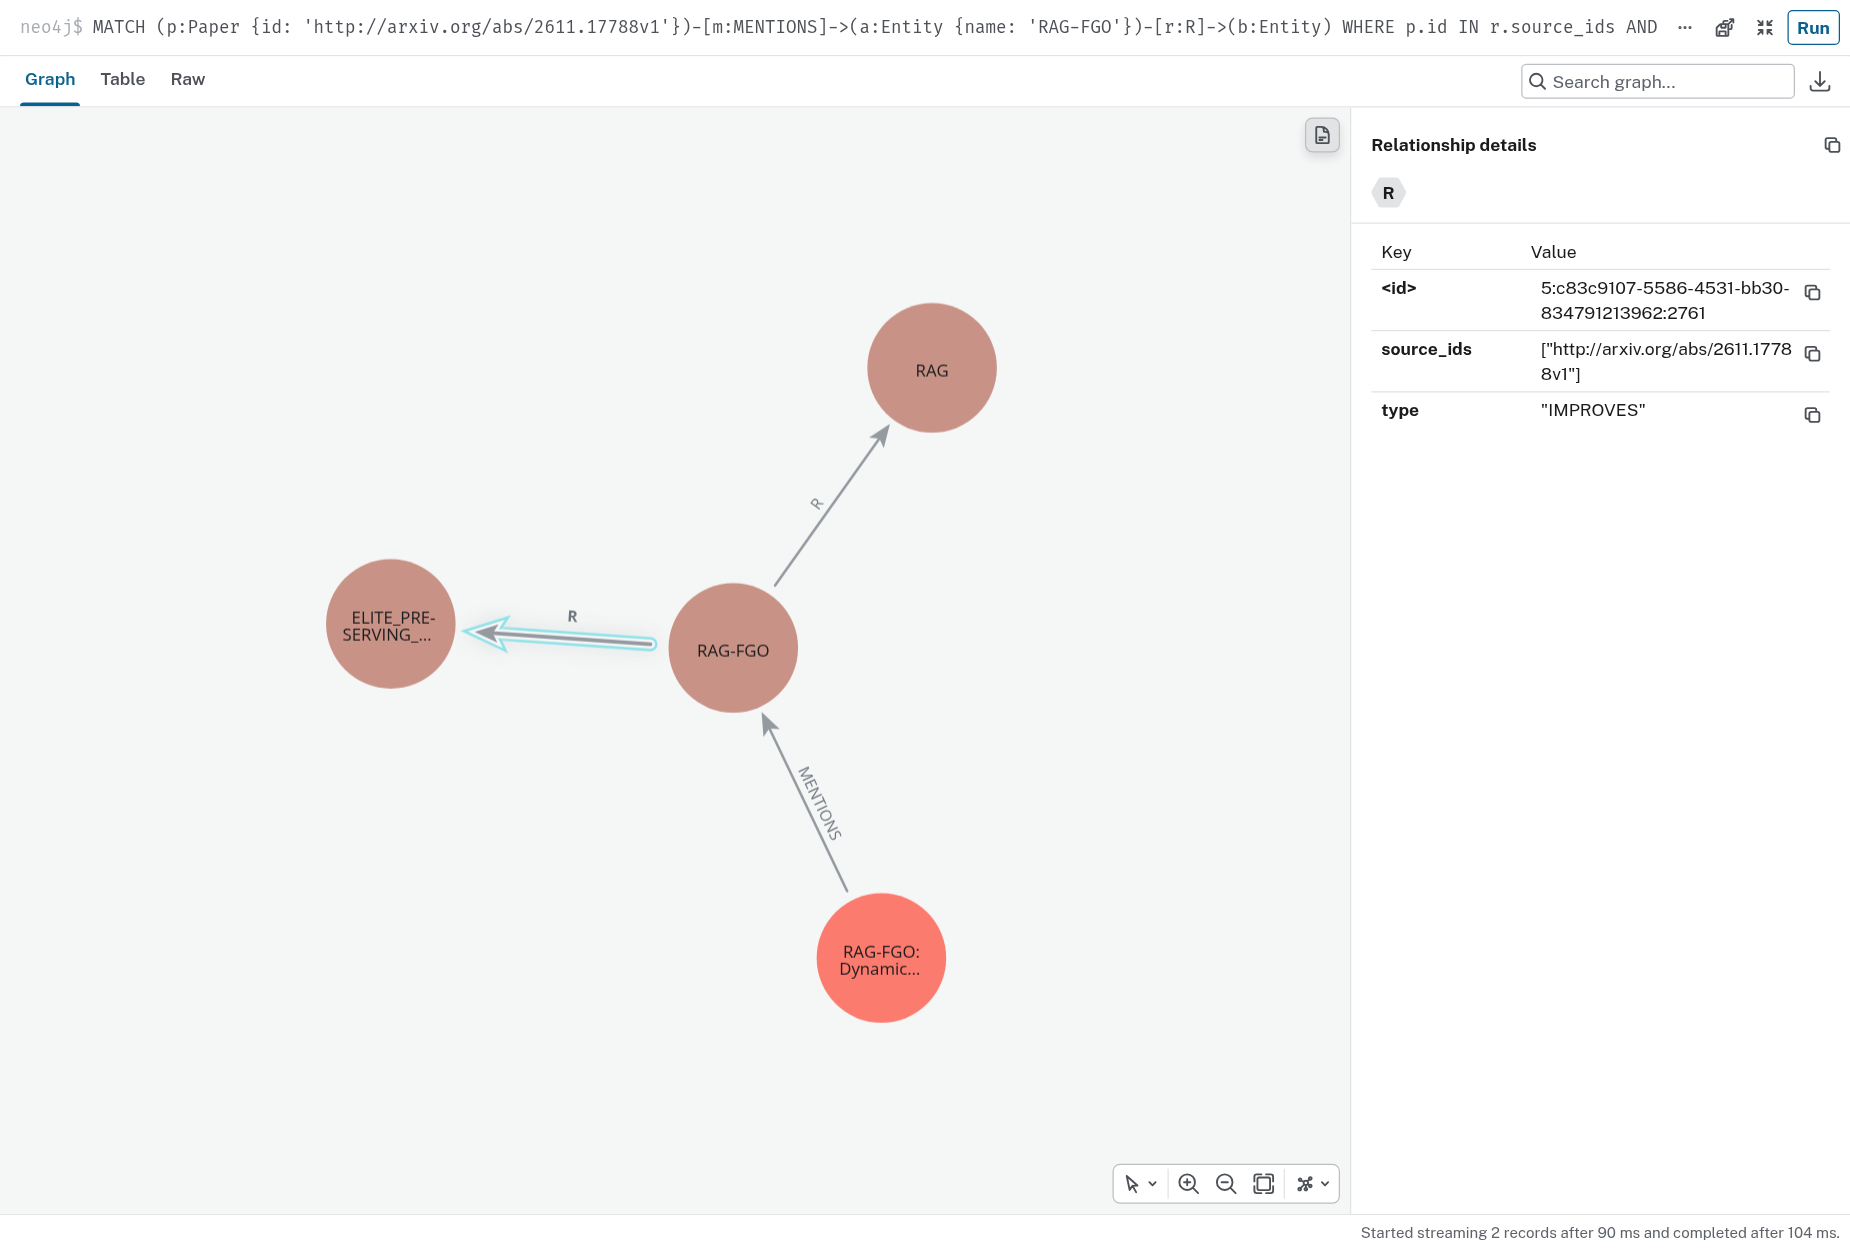 neo4j$ MATCH (p:Paper {id: 'http://arxiv.org/abs/2611.17788v1'})-[m:MENTIONS]->(a:Entity {name: 'RAG-FGO'})-[r:R]->(b:Entity) WHERE p.id IN r.source_ids AND ...
Run
Graph Table Raw
Search graph...
RAG
R
ELITE_PRE-
SERVING_...
R
RAG-FGO
MENTIONS
RAG-FGO:
Dynamic...
Relationship details
R
Key Value
<id> 5:c83c9107-5586-4531-bb30-
834791213962:2761
source_ids ["http://arxiv.org/abs/2611.1778
8v1"]
type "IMPROVES"
Started streaming 2 records after 90 ms and completed after 104 ms.